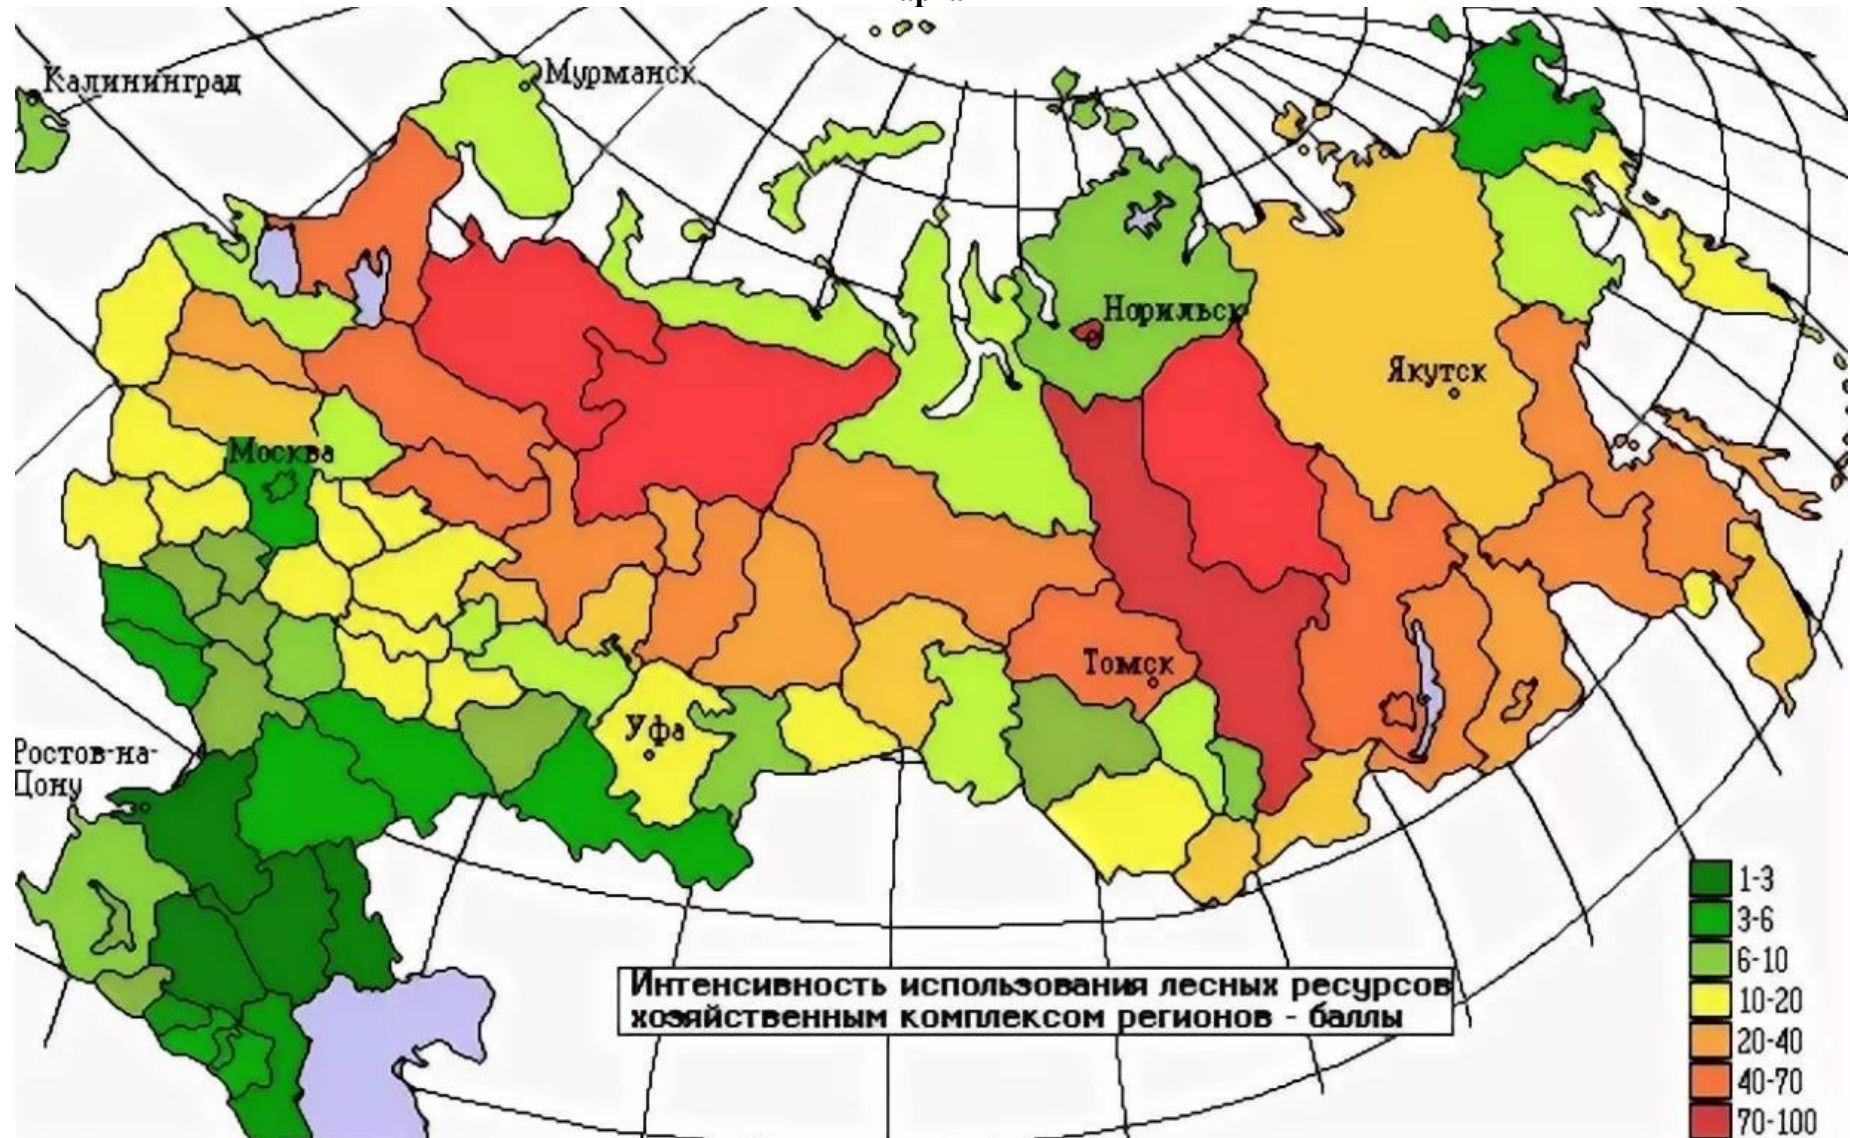 Калининград
Мурманск
Норильск
Якутск
Москва
Томск
Уфа
Ростов-на-
Дону
1-3
3-6
6-10
10-20
20-40
40-70
70-100
Интенсивность использования лесных ресурсов
хозяйственным комплексом регионов - баллы